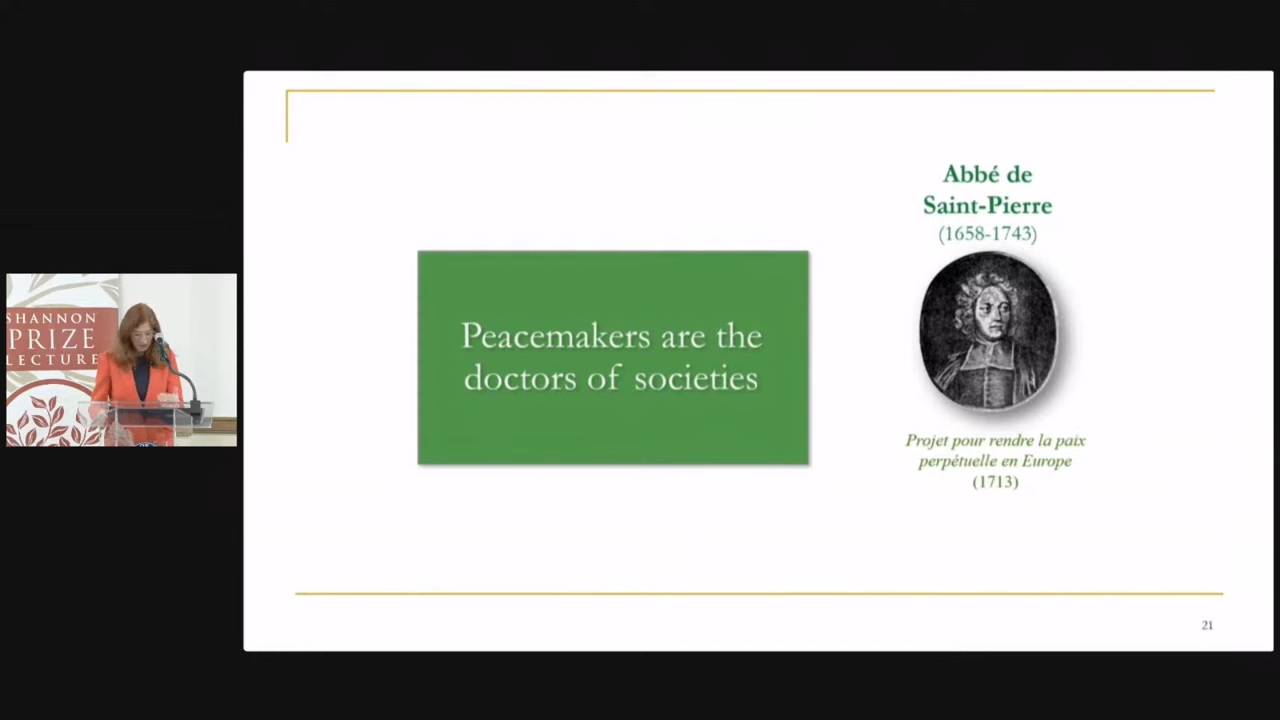 SHANNON
PRIZE
LECTURE
Peacemakers are the
doctors of societies
Abbé de
Saint-Pierre
(1658-1743)
Projet pour rendre la paix
perpétuelle en Europe
(1713)
21